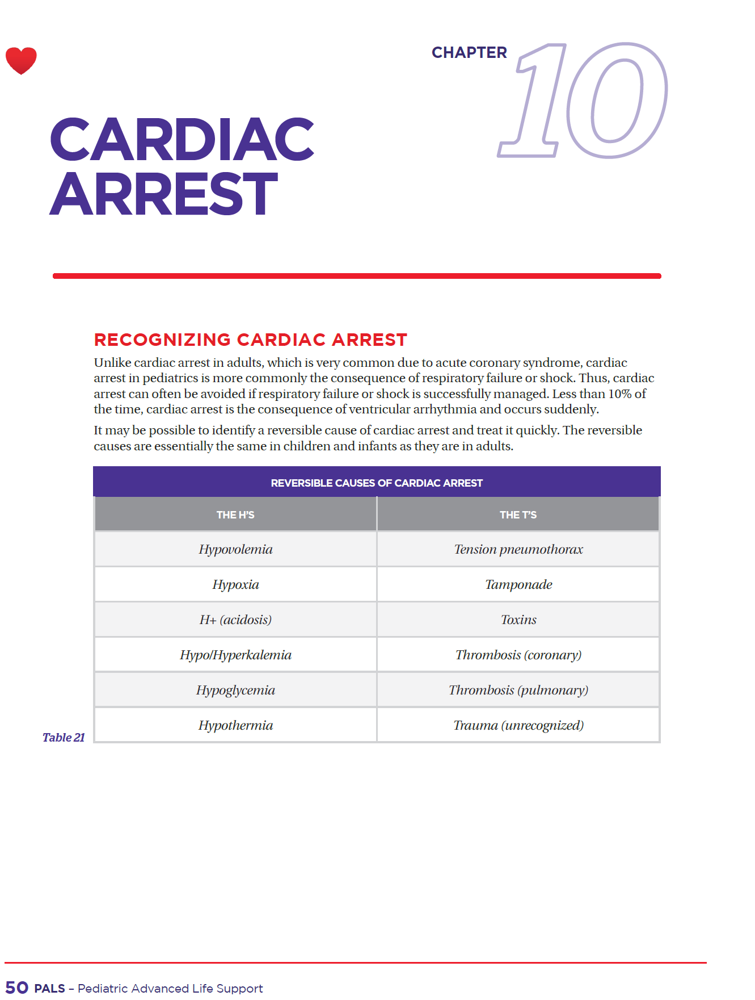 CHAPTER 10
CARDIAC
ARREST
RECOGNIZING CARDIAC ARREST
Unlike cardiac arrest in adults, which is very common due to acute coronary syndrome, cardiac
arrest in pediatrics is more commonly the consequence of respiratory failure or shock. Thus, cardiac
arrest can often be avoided if respiratory failure or shock is successfully managed. Less than 10% of
the time, cardiac arrest is the consequence of ventricular arrhythmia and occurs suddenly.
It may be possible to identify a reversible cause of cardiac arrest and treat it quickly. The reversible
causes are essentially the same in children and infants as they are in adults.
REVERSIBLE CAUSES OF CARDIAC ARREST
THE H’S THE T’S
Hypovolemia Tension pneumothorax
Hypoxia Tamponade
H+ (acidosis) Toxins
Hypo/Hyperkalemia Thrombosis (coronary)
Hypoglycemia Thrombosis (pulmonary)
Hypothermia Trauma (unrecognized)
Table 21
50 PALS – Pediatric Advanced Life Support